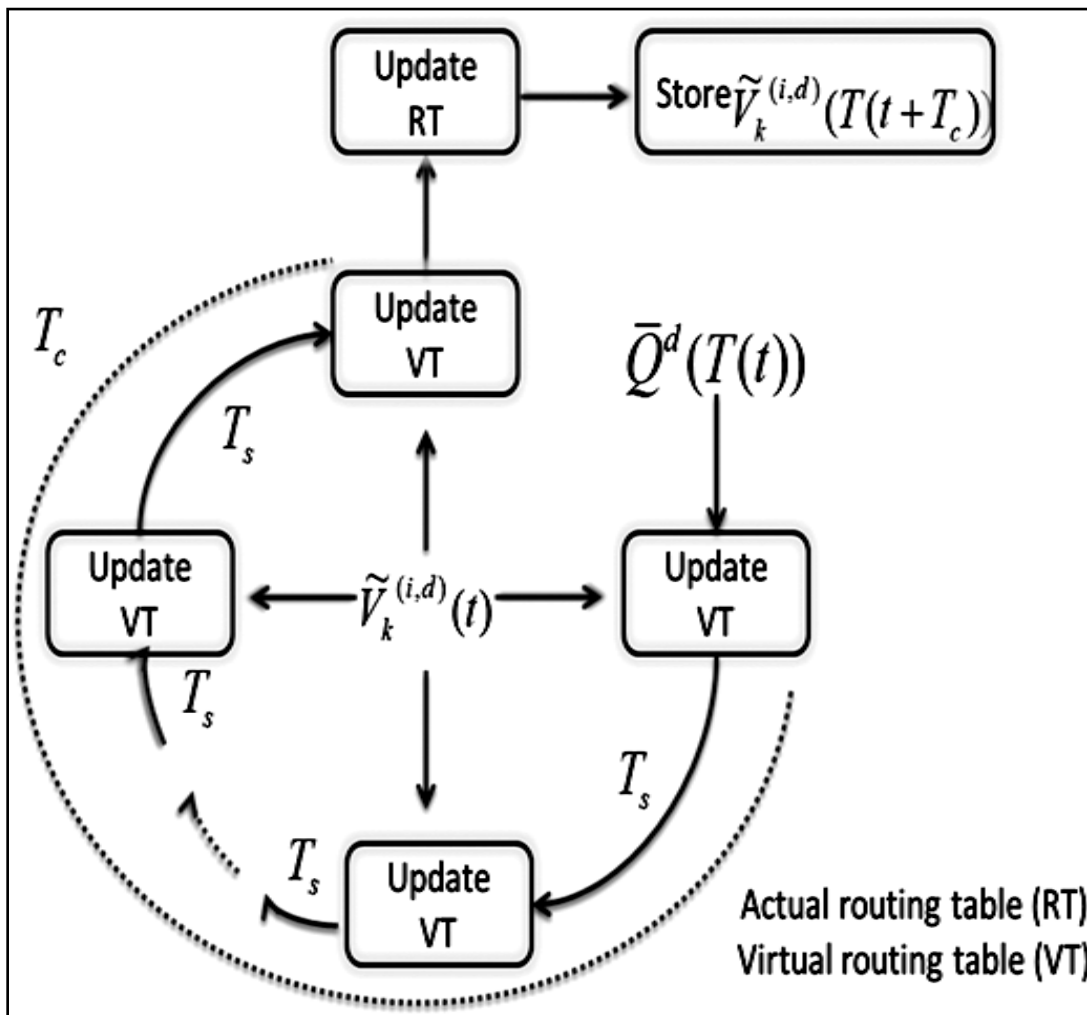 Update
RT
Store Ṽ_k^(i,d)(T(t+T_c))
T_c
Update
VT
Q̄^d(T(t))
T_s
Update
VT
Ṽ_k^(i,d)(t)
Update
VT
T_s
T_s
T_s
Update
VT
Actual routing table (RT)
Virtual routing table (VT)